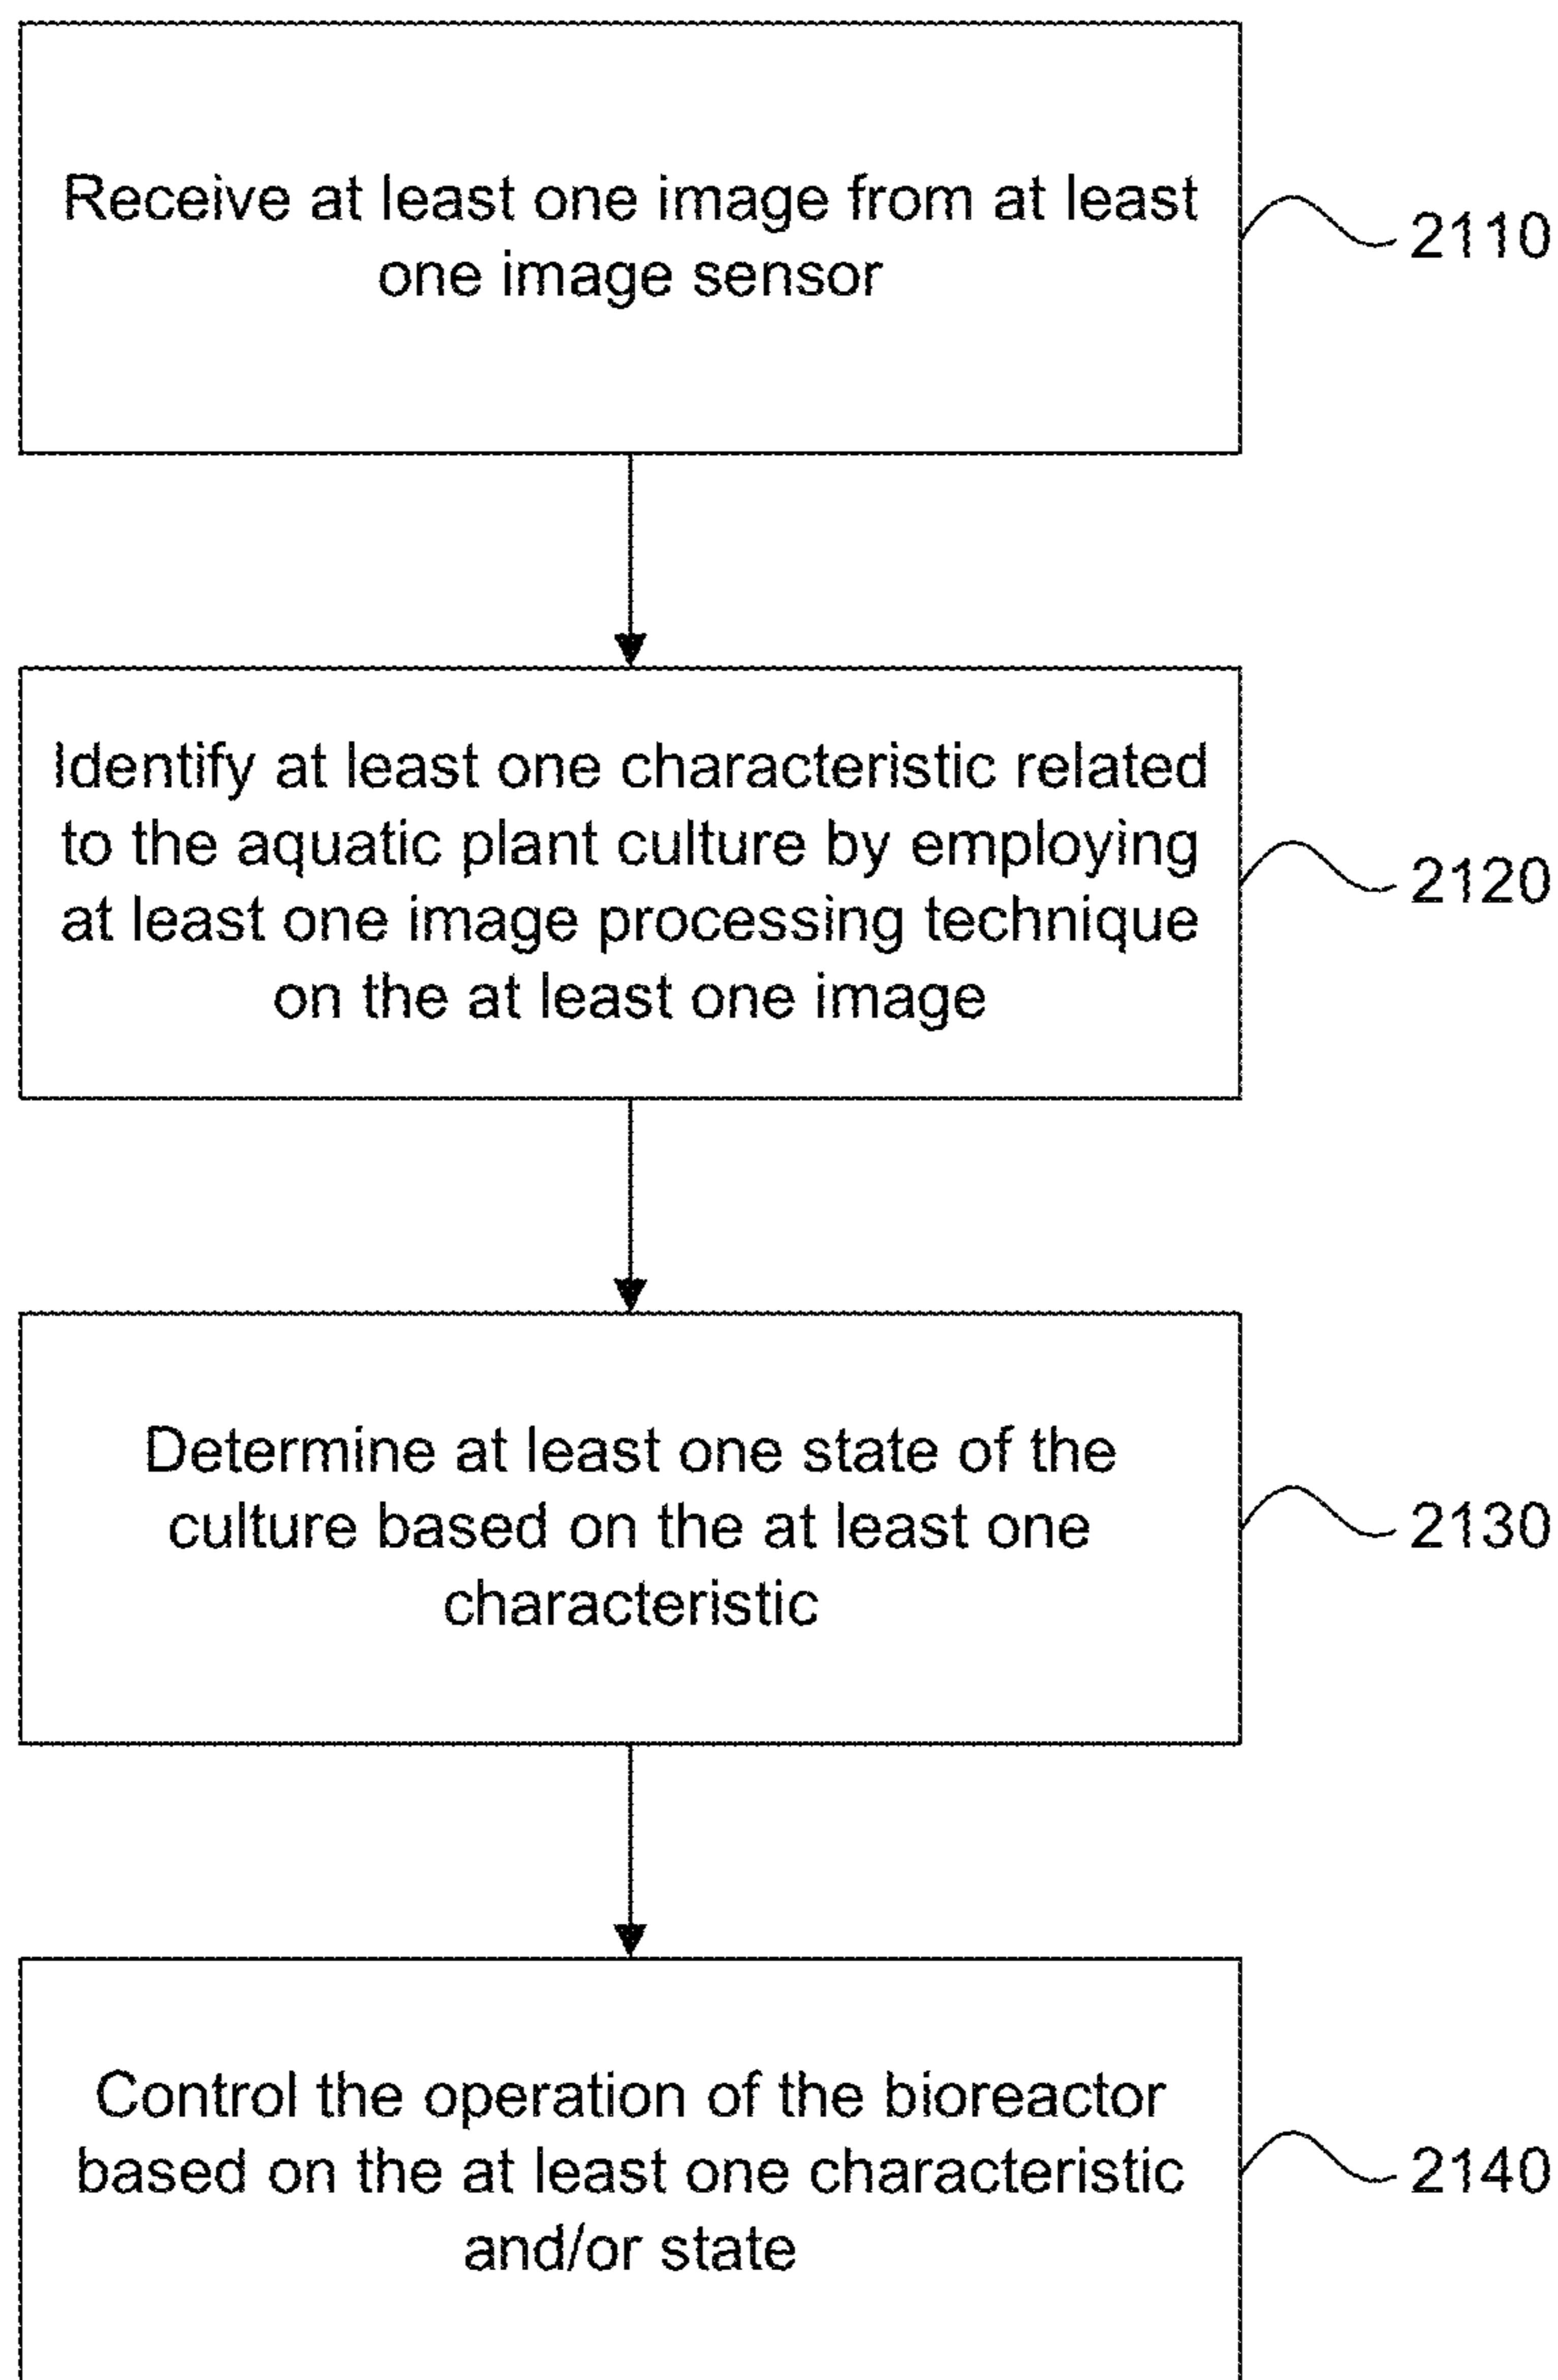 Receive at least one image from at least
one image sensor
2110
Identify at least one characteristic related
to the aquatic plant culture by employing
at least one image processing technique
on the at least one image
2120
Determine at least one state of the
culture based on the at least one
characteristic
2130
Control the operation of the bioreactor
based on the at least one characteristic
and/or state
2140